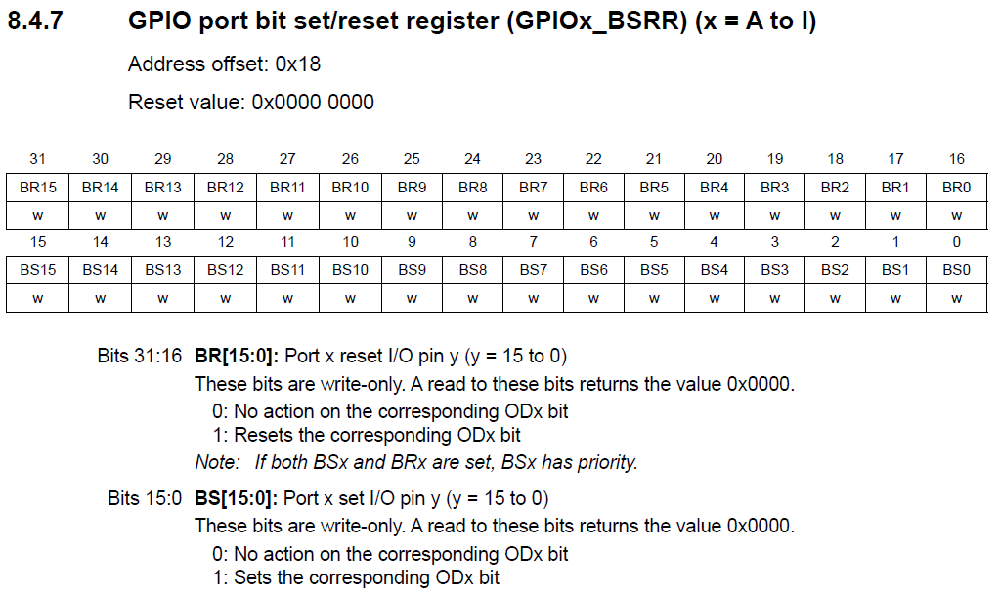 8.4.7 GPIO port bit set/reset register (GPIOx_BSRR) (x = A to I)
Address offset: 0x18
Reset value: 0x0000 0000
31 30 29 28 27 26 25 24 23 22 21 20 19 18 17 16
BR15 BR14 BR13 BR12 BR11 BR10 BR9 BR8 BR7 BR6 BR5 BR4 BR3 BR2 BR1 BR0
w w w w w w w w w w w w w w w w
15 14 13 12 11 10 9 8 7 6 5 4 3 2 1 0
BS15 BS14 BS13 BS12 BS11 BS10 BS9 BS8 BS7 BS6 BS5 BS4 BS3 BS2 BS1 BS0
w w w w w w w w w w w w w w w w
Bits 31:16 BR[15:0]: Port x reset I/O pin y (y = 15 to 0)
These bits are write-only. A read to these bits returns the value 0x0000.
0: No action on the corresponding ODx bit
1: Resets the corresponding ODx bit
Note: If both BSx and BRx are set, BSx has priority.
Bits 15:0 BS[15:0]: Port x set I/O pin y (y = 15 to 0)
These bits are write-only. A read to these bits returns the value 0x0000.
0: No action on the corresponding ODx bit
1: Sets the corresponding ODx bit